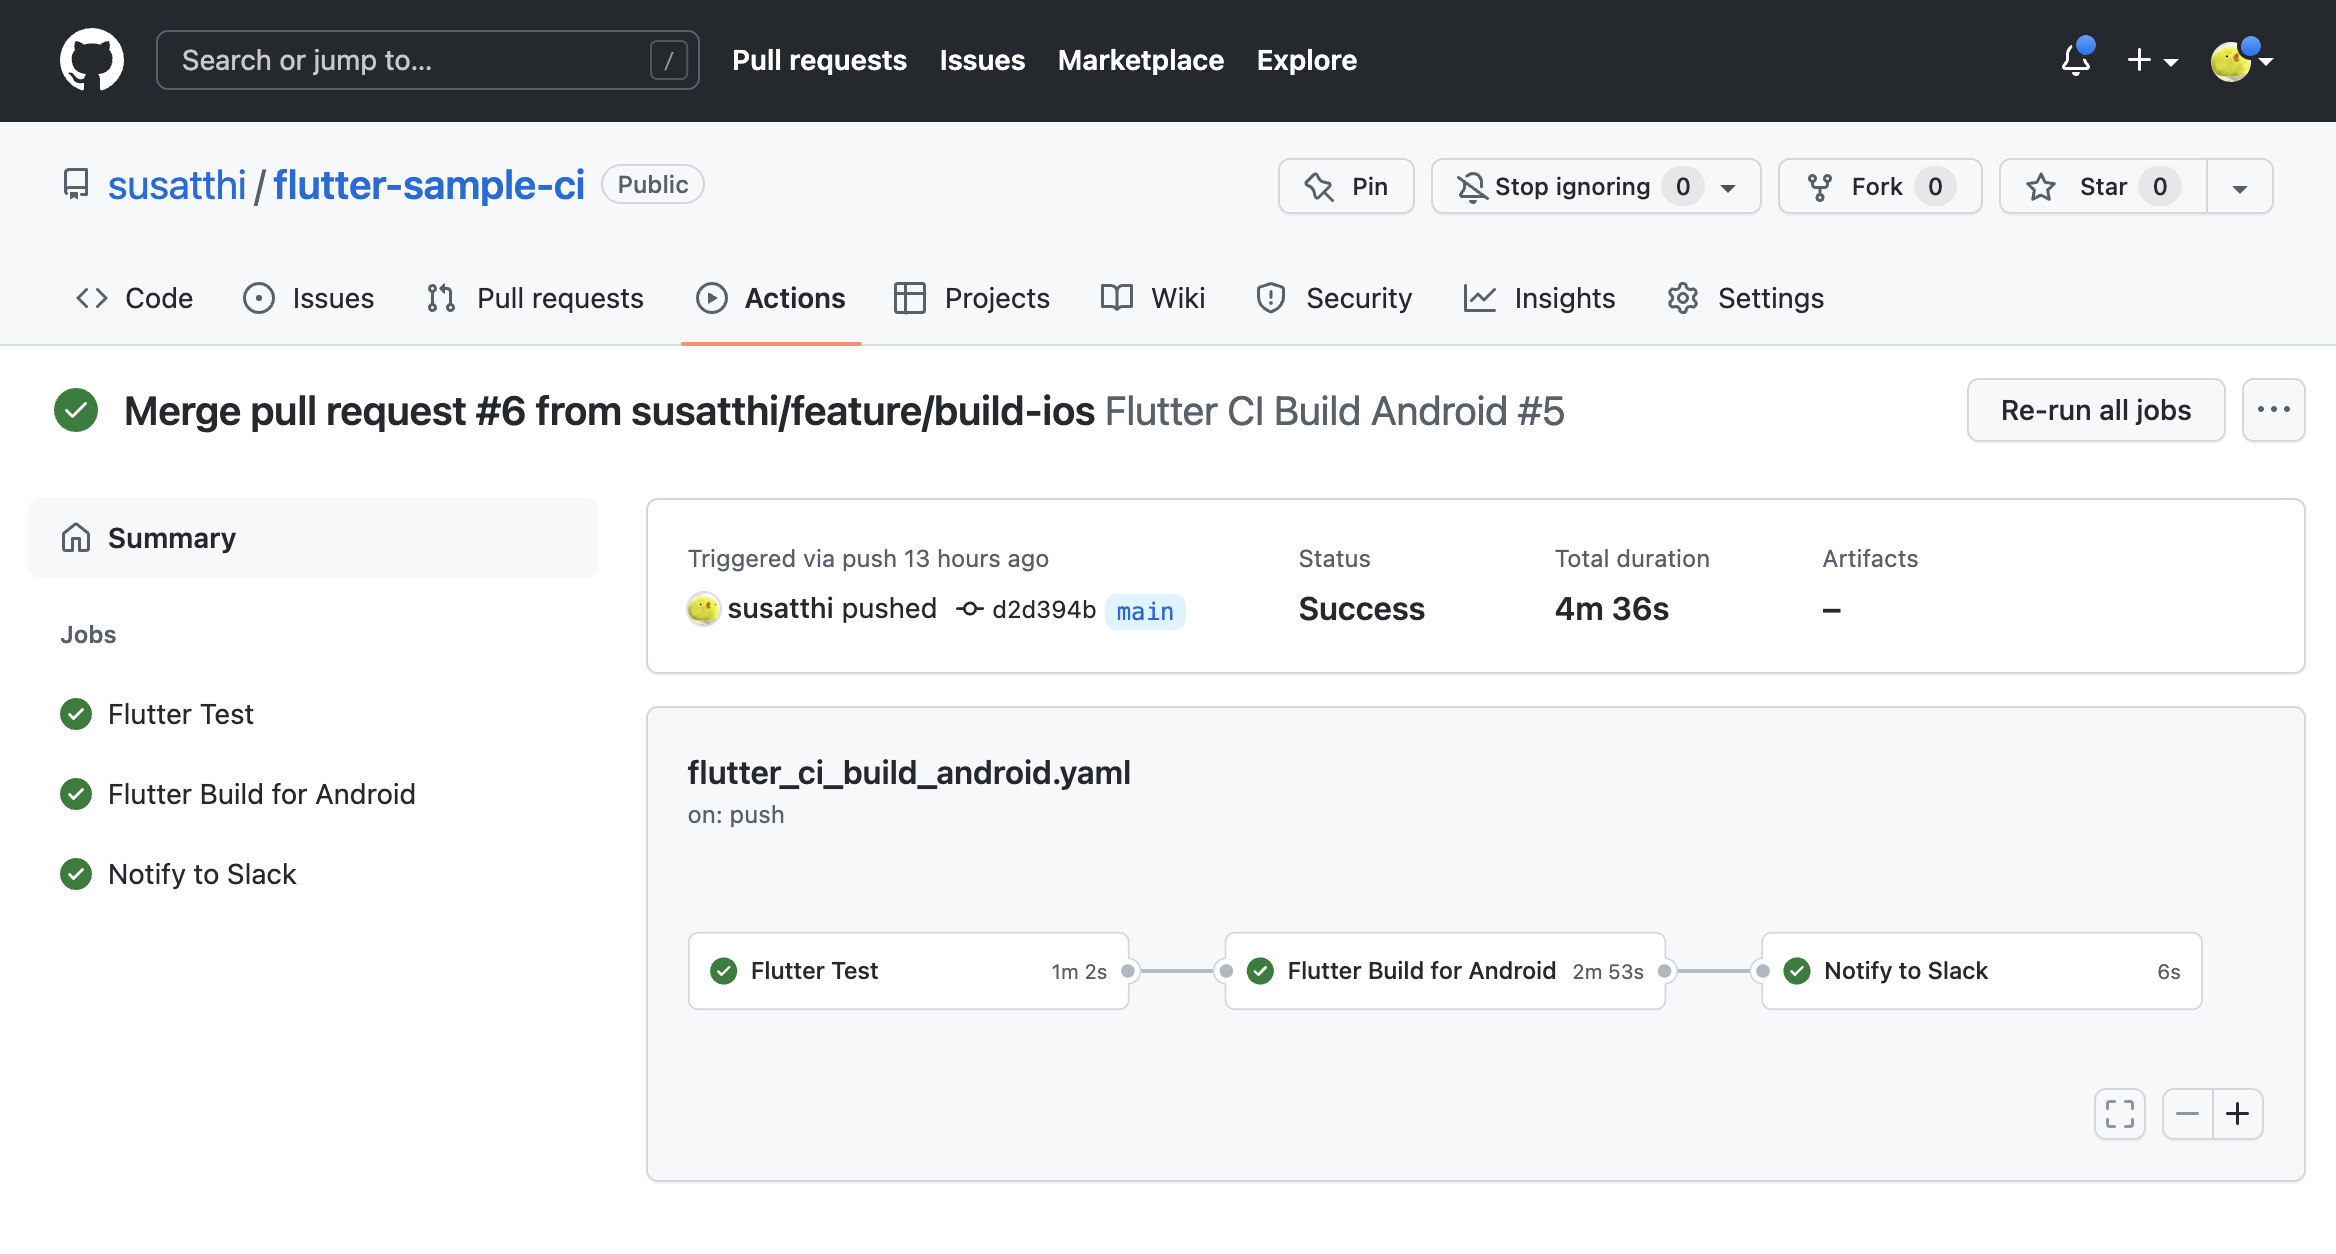 Search or jump to... /
Pull requests Issues Marketplace Explore
susatthi / flutter-sample-ci Public
Pin Stop ignoring 0 Fork 0 Star 0
Code Issues Pull requests Actions Projects Wiki Security Insights Settings
Merge pull request #6 from susatthi/feature/build-ios Flutter CI Build Android #5
Re-run all jobs ...
Summary
Jobs
Flutter Test
Flutter Build for Android
Notify to Slack
Triggered via push 13 hours ago
susatthi pushed d2d394b main
Status
Success
Total duration
4m 36s
Artifacts
–
flutter_ci_build_android.yaml
on: push
Flutter Test 1m 2s
Flutter Build for Android 2m 53s
Notify to Slack 6s